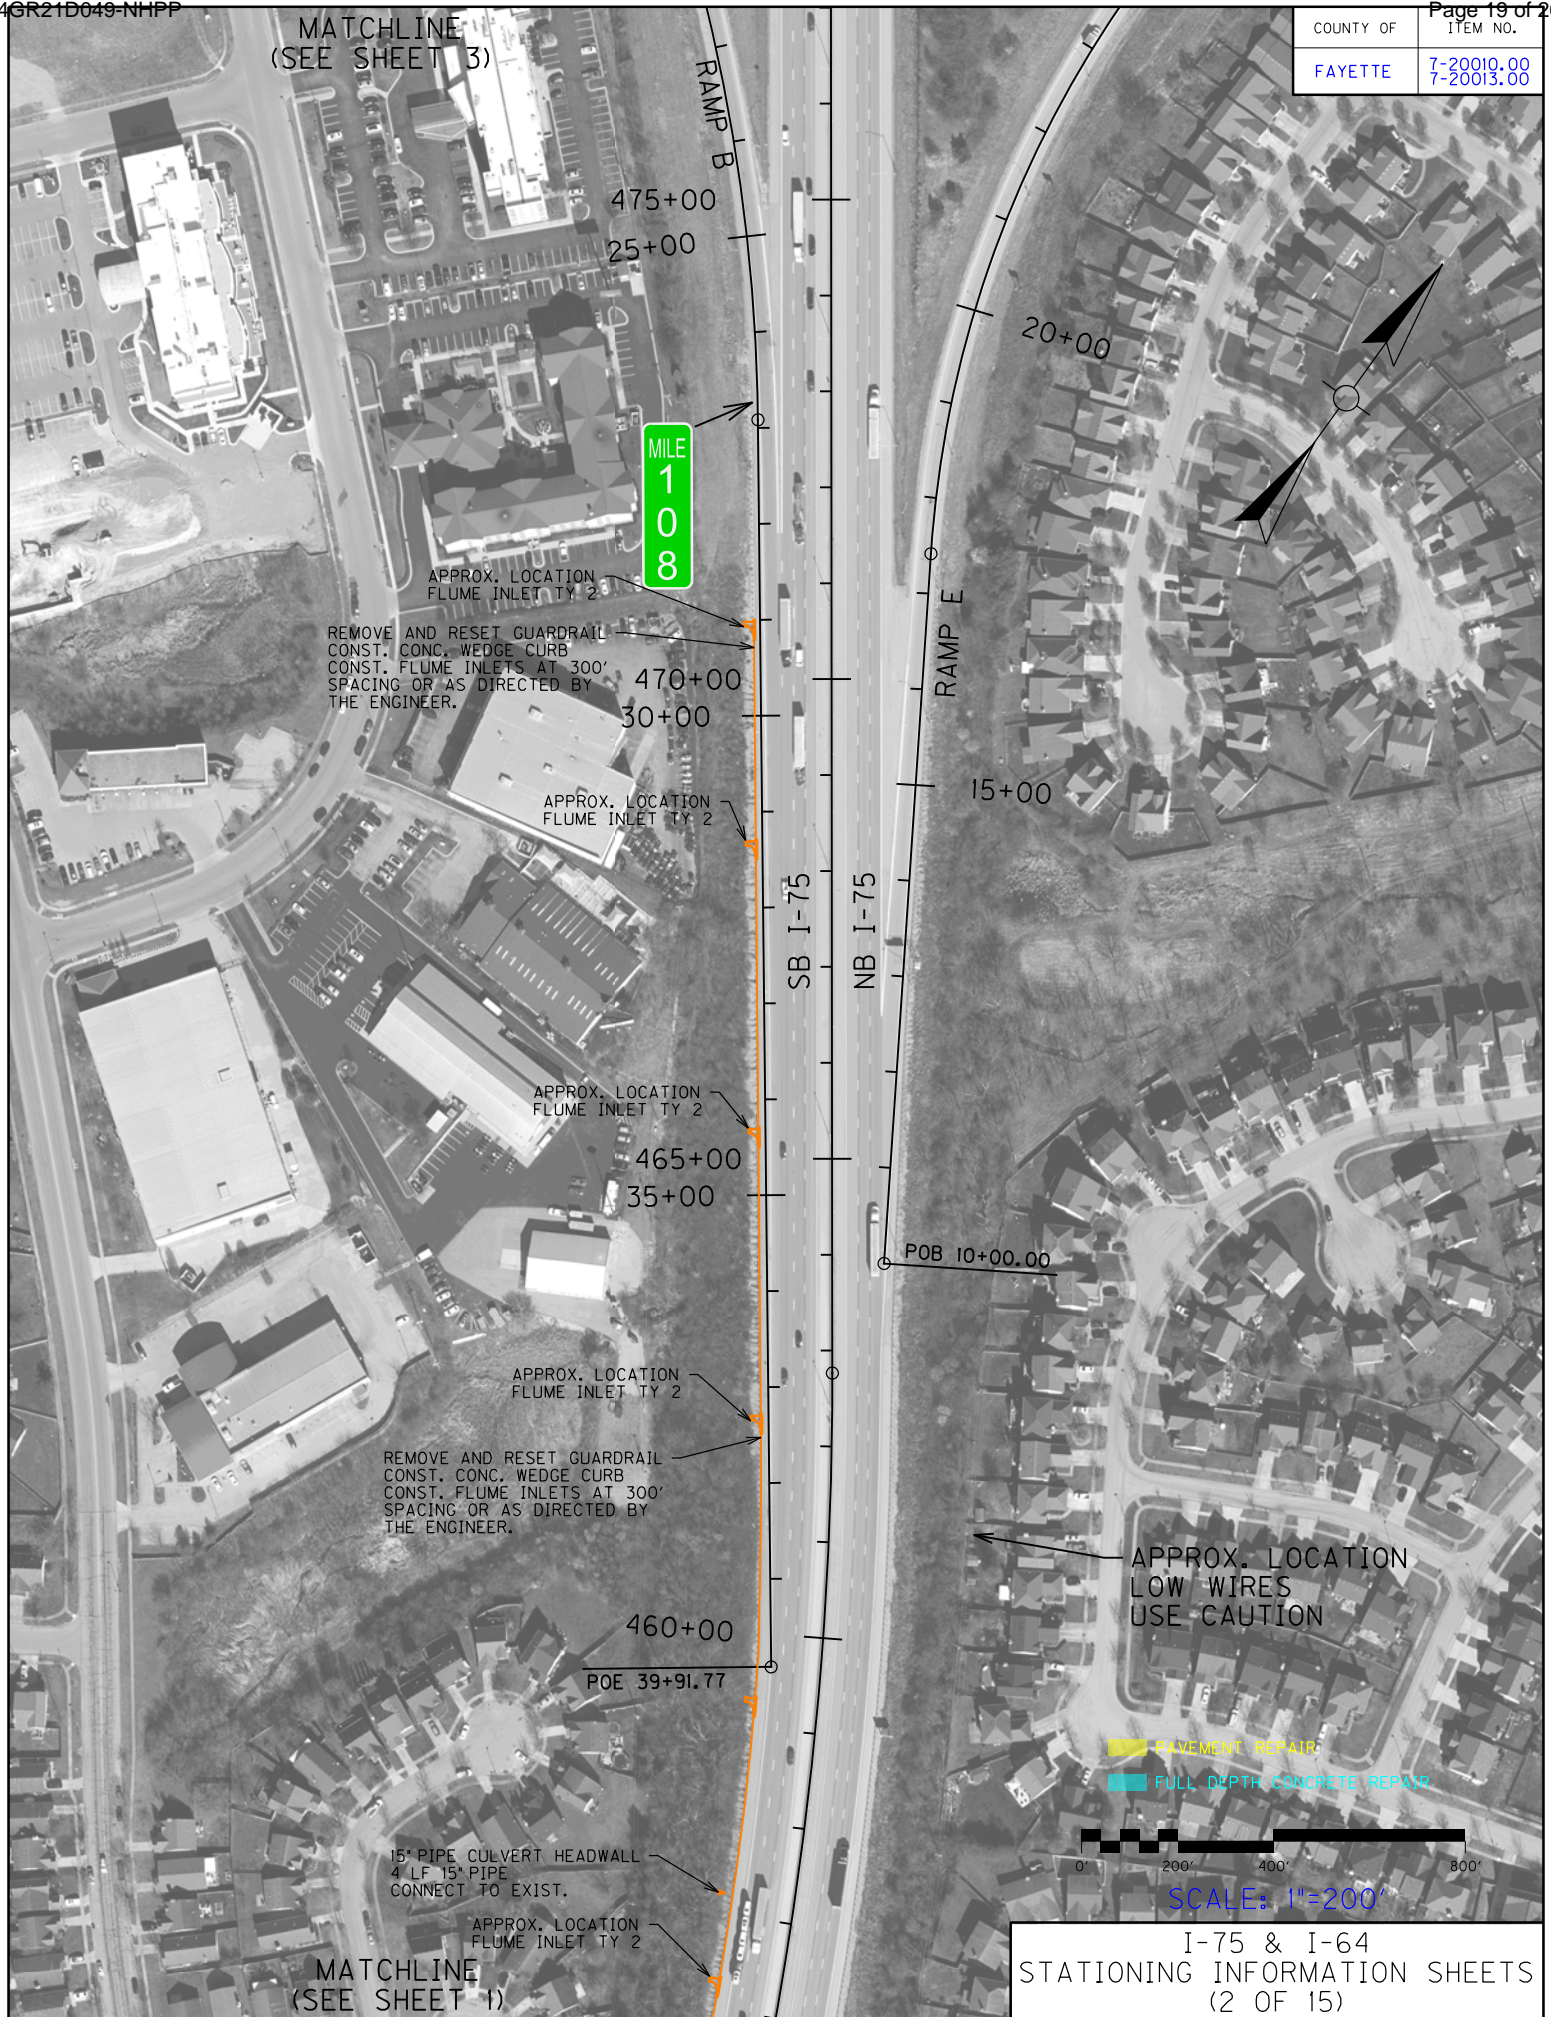 4GR21D049-NHPP
Page 19 of 2
MATCHLINE
(SEE SHEET 3)
COUNTY OF
ITEM NO.
FAYETTE
7-20010.00
7-20013.00
RAMP B
475+00
25+00
20+00
MILE
1
0
8
APPROX. LOCATION
FLUME INLET TY 2
REMOVE AND RESET GUARDRAIL
CONST. CONC. WEDGE CURB
CONST. FLUME INLETS AT 300'
SPACING OR AS DIRECTED BY
THE ENGINEER.
RAMP E
470+00
30+00
15+00
APPROX. LOCATION
FLUME INLET TY 2
SB I-75
NB I-75
APPROX. LOCATION
FLUME INLET TY 2
465+00
35+00
POB 10+00.00
APPROX. LOCATION
FLUME INLET TY 2
REMOVE AND RESET GUARDRAIL
CONST. CONC. WEDGE CURB
CONST. FLUME INLETS AT 300'
SPACING OR AS DIRECTED BY
THE ENGINEER.
APPROX. LOCATION
LOW WIRES
USE CAUTION
460+00
POE 39+91.77
PAVEMENT REPAIR
FULL DEPTH CONCRETE REPAIR
15" PIPE CULVERT HEADWALL
4 LF 15" PIPE
CONNECT TO EXIST.
0' 200' 400' 800'
SCALE: 1"=200'
APPROX. LOCATION
FLUME INLET TY 2
MATCHLINE
(SEE SHEET 1)
I-75 & I-64
STATIONING INFORMATION SHEETS
(2 OF 15)